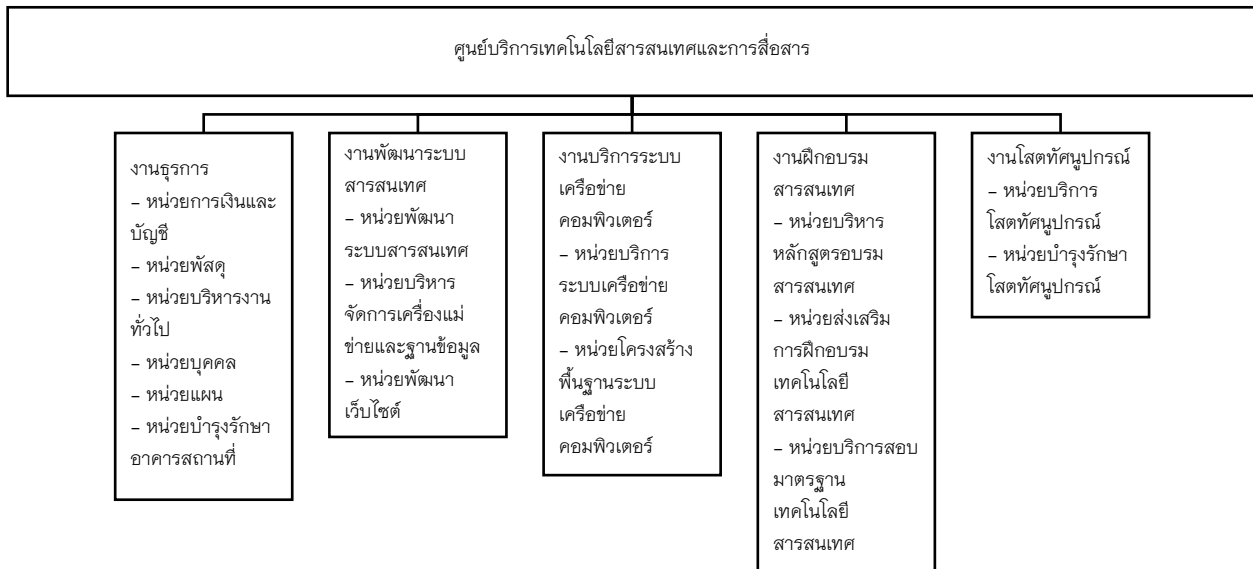 ศูนย์บริการเทคโนโลยีสารสนเทศและการสื่อสาร
งานธุรการ
– หน่วยการเงินและ
บัญชี
– หน่วยพัสดุ
– หน่วยบริหารงาน
ทั่วไป
– หน่วยบุคคล
– หน่วยแผน
– หน่วยบำรุงรักษา
อาคารสถานที่
งานพัฒนาระบบ
สารสนเทศ
– หน่วยพัฒนา
ระบบสารสนเทศ
– หน่วยบริหาร
จัดการเครื่องแม่
ข่ายและฐานข้อมูล
– หน่วยพัฒนา
เว็บไซต์
งานบริการระบบ
เครือข่าย
คอมพิวเตอร์
– หน่วยบริการ
ระบบเครือข่าย
คอมพิวเตอร์
– หน่วยโครงสร้าง
พื้นฐานระบบ
เครือข่าย
คอมพิวเตอร์
งานฝึกอบรม
สารสนเทศ
– หน่วยบริหาร
หลักสูตรอบรม
สารสนเทศ
– หน่วยส่งเสริม
การฝึกอบรม
เทคโนโลยี
สารสนเทศ
– หน่วยบริการสอบ
มาตรฐาน
เทคโนโลยี
สารสนเทศ
งานโสตทัศนูปกรณ์
– หน่วยบริการ
โสตทัศนูปกรณ์
– หน่วยบำรุงรักษา
โสตทัศนูปกรณ์